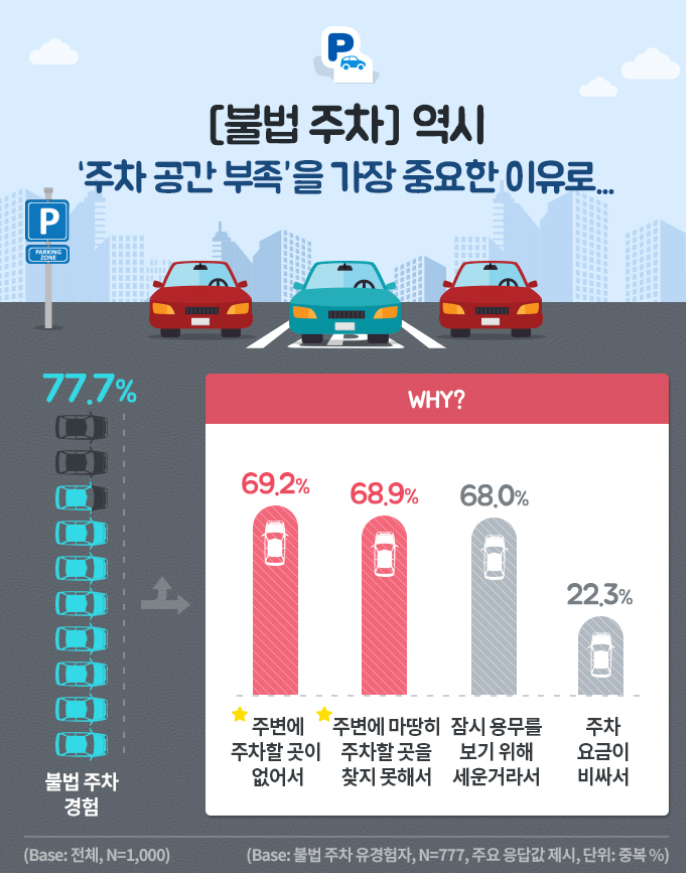 P
[불법 주차] 역시
‘주차 공간 부족’을 가장 중요한 이유로...
P
PARKING
ZONE
77.7%
불법 주차
경험
WHY?
69.2%
68.9%
68.0%
22.3%
주변에
주차할 곳이
없어서
주변에 마땅히
주차할 곳을
찾지 못해서
잠시 용무를
보기 위해
세운거라서
주차
요금이
비싸서
(Base: 전체, N=1,000)
(Base: 불법 주차 유경험자, N=777, 주요 응답값 제시, 단위: 중복 %)